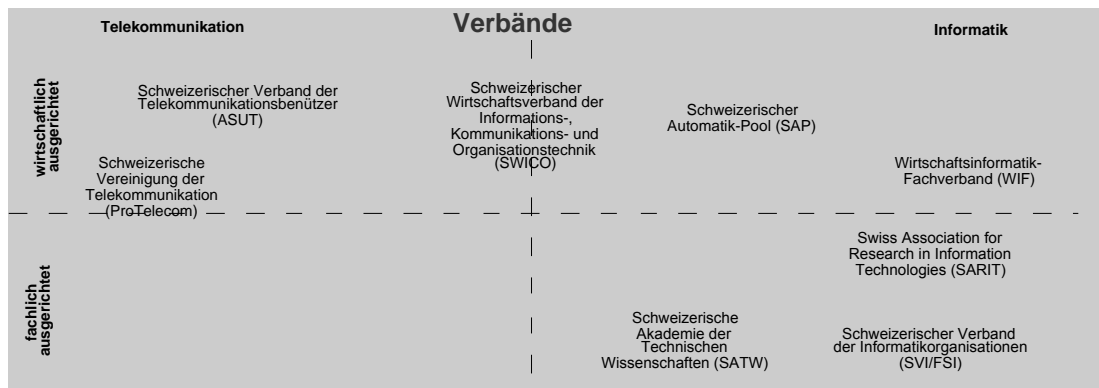 Telekommunikation
Verbände
Informatik
wirtschaftlich
ausgerichtet
Schweizerischer Verband der
Telekommunikationsbenützer
(ASUT)
Schweizerischer
Wirtschaftsverband der
Informations-,
Kommunikations- und
Organisationstechnik
(SWICO)
Schweizerischer
Automatik-Pool (SAP)
Schweizerische
Vereinigung der
Telekommunikation
(ProTelecom)
Wirtschaftsinformatik-
Fachverband (WIF)
fachlich
ausgerichtet
Swiss Association for
Research in Information
Technologies (SARIT)
Schweizerische
Akademie der
Technischen
Wissenschaften (SATW)
Schweizerischer Verband
der Informatikorganisationen
(SVI/FSI)